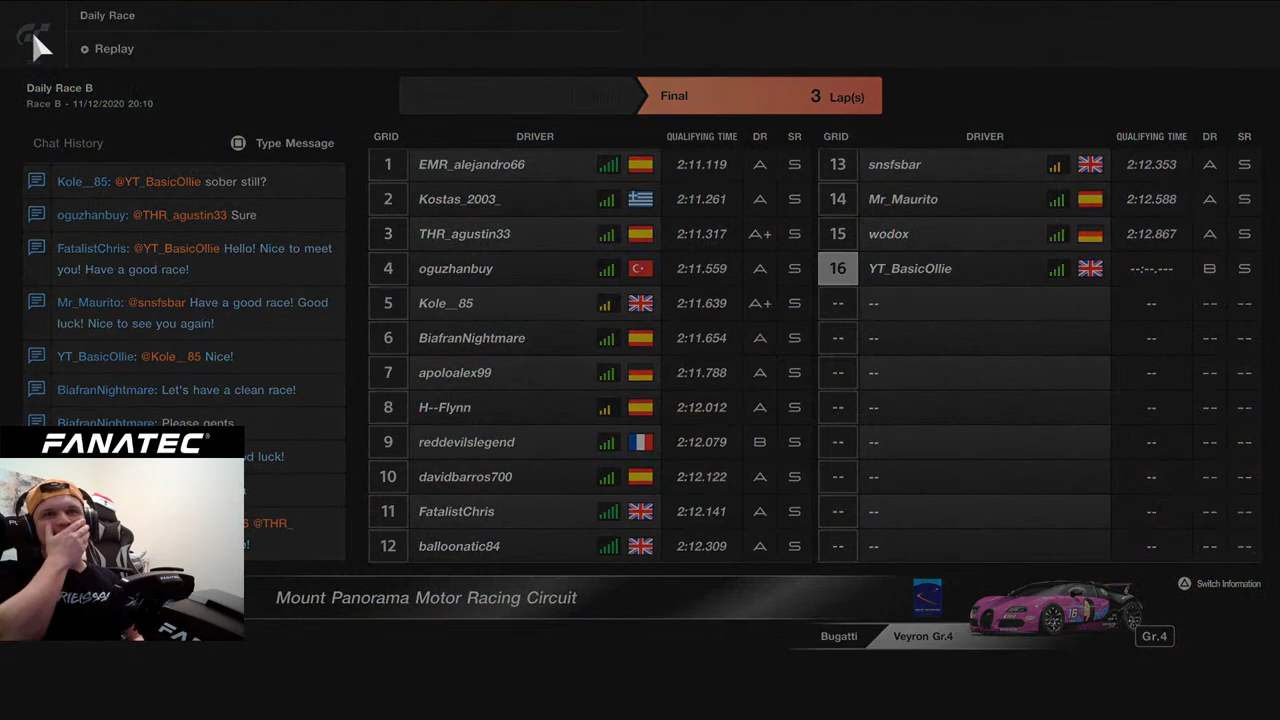 Daily Race
Replay
Daily Race B
Race B - 11/12/2020 20:10
Final 3 Lap(s)
Chat History Type Message
Kole__85: @YT_BasicOllie sober still?
oguzhanbuy: @THR_agustin33 Sure
FatalistChris: @YT_BasicOllie Hello! Nice to meet
you! Have a good race!
Mr_Maurito: @snsfsbar Have a good race! Good
luck! Nice to see you again!
YT_BasicOllie: @Kole__85 Nice!
BiafranNightmare: Let's have a clean race!
BiafranNightmare: Please gents
d luck!
6 @THR_
e!
FANATEC
GRID DRIVER QUALIFYING TIME DR SR
1 EMR_alejandro66 2:11.119 A S
2 Kostas_2003_ 2:11.261 A S
3 THR_agustin33 2:11.317 A+ S
4 oguzhanbuy 2:11.559 A S
5 Kole__85 2:11.639 A+ S
6 BiafranNightmare 2:11.654 A S
7 apoloalex99 2:11.788 A S
8 H--Flynn 2:12.012 A S
9 reddevilslegend 2:12.079 B S
10 davidbarros700 2:12.122 A S
11 FatalistChris 2:12.141 A S
12 balloonatic84 2:12.309 A S
GRID DRIVER QUALIFYING TIME DR SR
13 snsfsbar 2:12.353 A S
14 Mr_Maurito 2:12.588 A S
15 wodox 2:12.867 A S
16 YT_BasicOllie --:--.--- B S
-- -- -- -- --
-- -- -- -- --
-- -- -- -- --
-- -- -- -- --
-- -- -- -- --
-- -- -- -- --
-- -- -- -- --
-- -- -- -- --
Mount Panorama Motor Racing Circuit
Switch Information
Bugatti Veyron Gr.4
Gr.4
FANATEC
16